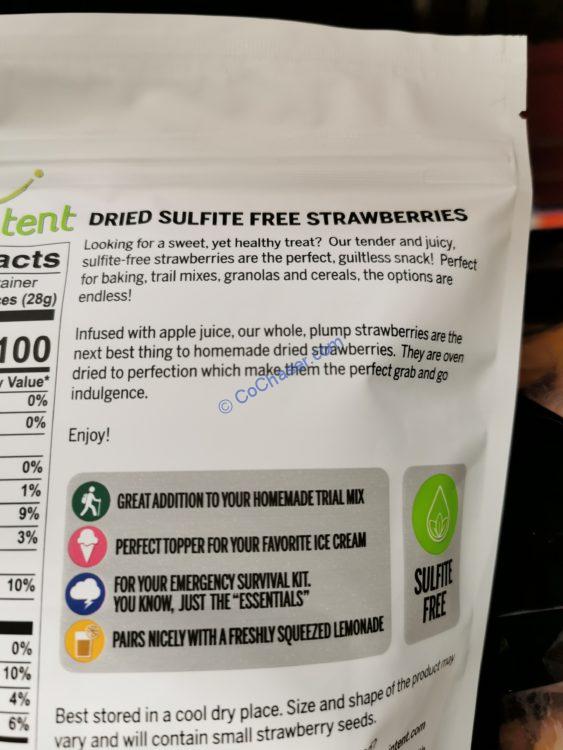 tent
DRIED SULFITE FREE STRAWBERRIES
Looking for a sweet, yet healthy treat? Our tender and juicy,
sulfite-free strawberries are the perfect, guiltless snack! Perfect
for baking, trail mixes, granolas and cereals, the options are
endless!
Infused with apple juice, our whole, plump strawberries are the
next best thing to homemade dried strawberries. They are oven
dried to perfection which make them the perfect grab and go
indulgence.
Enjoy!
© CoChatter.com
GREAT ADDITION TO YOUR HOMEMADE TRIAL MIX
PERFECT TOPPER FOR YOUR FAVORITE ICE CREAM
FOR YOUR EMERGENCY SURVIVAL KIT.
YOU KNOW, JUST THE "ESSENTIALS"
PAIRS NICELY WITH A FRESHLY SQUEEZED LEMONADE
SULFITE
FREE
Best stored in a cool dry place. Size and shape of the product may
vary and will contain small strawberry seeds.
intent.com
acts
ainer
es (28g)
100
y Value*
0%
0%
0%
1%
9%
3%
10%
0%
10%
4%
6%